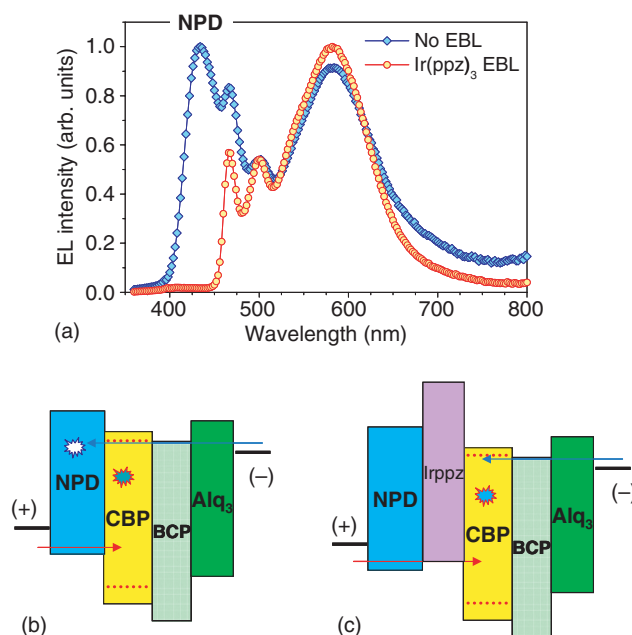 NPD
No EBL
Ir(ppz)3 EBL
EL intensity (arb. units)
1.0
0.8
0.6
0.4
0.2
0.0
400 500 600 700 800
Wavelength (nm)
(a)
(+)
NPD
CBP
BCP
Alq3
(−)
(b)
(+)
NPD
Irppz
CBP
BCP
Alq3
(−)
(c)